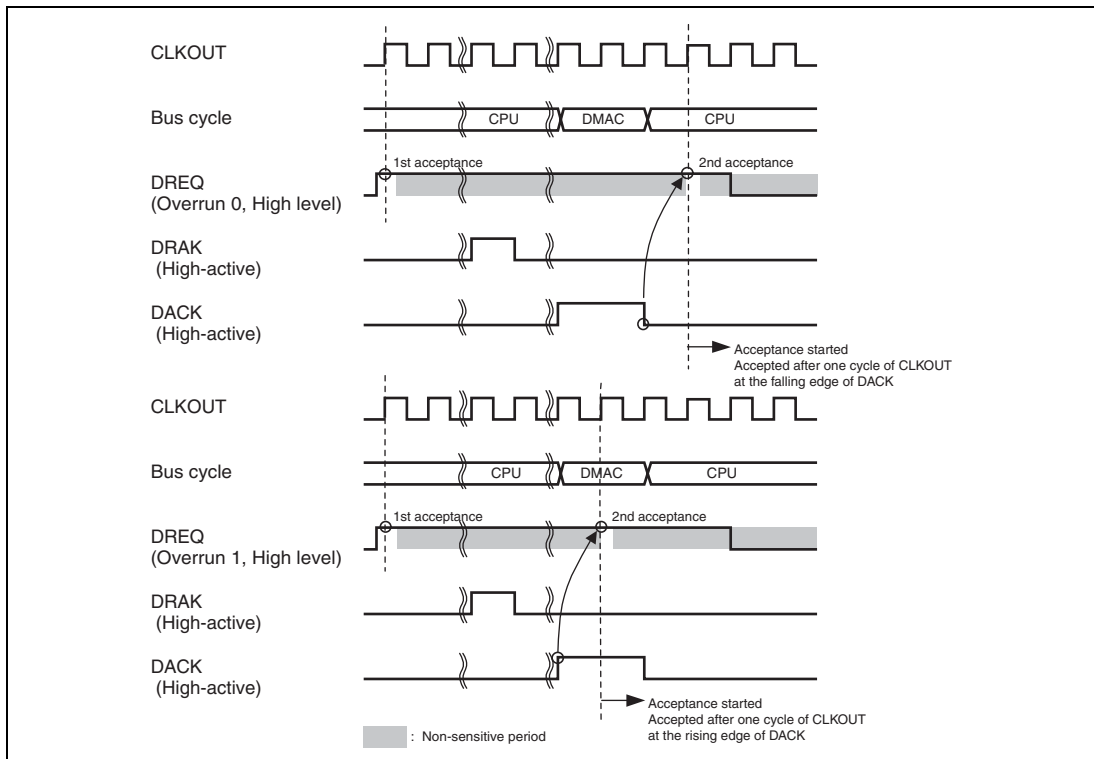 CLKOUT
Bus cycle
CPU
DMAC
CPU
1st acceptance
2nd acceptance
DREQ
(Overrun 0, High level)
DRAK
(High-active)
DACK
(High-active)
Acceptance started
Accepted after one cycle of CLKOUT
at the falling edge of DACK
CLKOUT
Bus cycle
CPU
DMAC
CPU
1st acceptance
2nd acceptance
DREQ
(Overrun 1, High level)
DRAK
(High-active)
DACK
(High-active)
Acceptance started
Accepted after one cycle of CLKOUT
at the rising edge of DACK
: Non-sensitive period